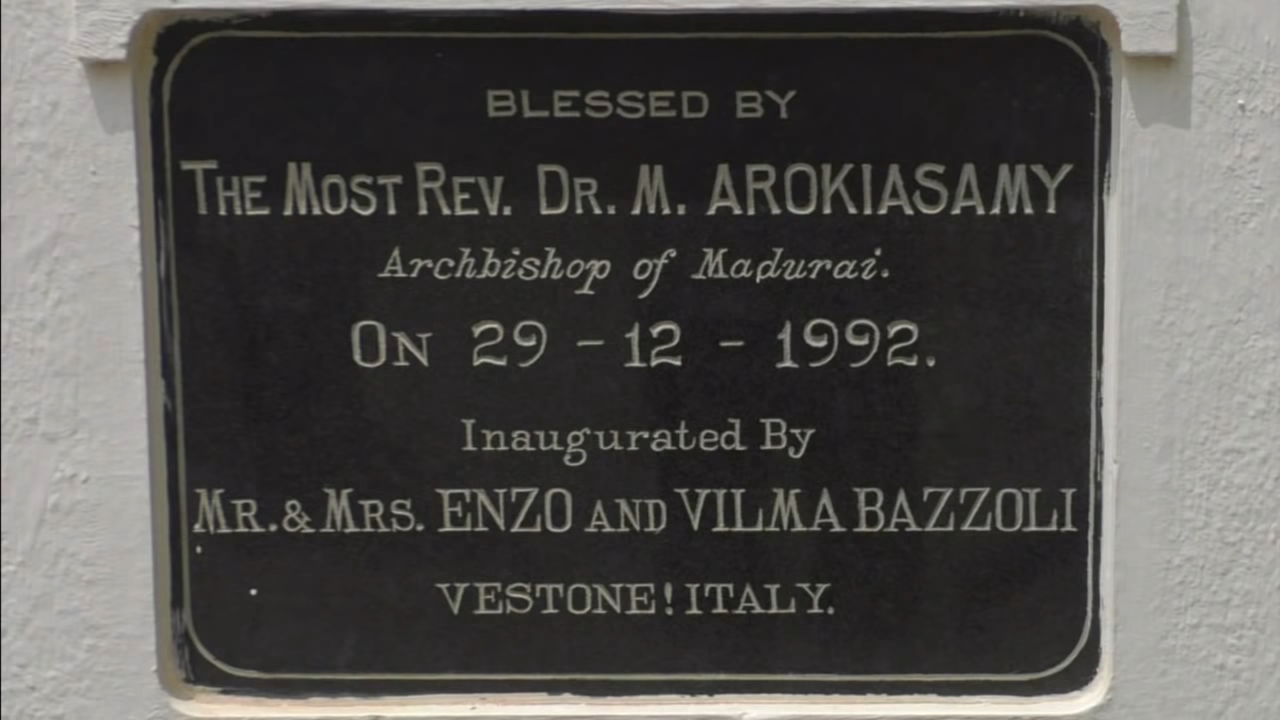 BLESSED BY
THE MOST REV. DR. M. AROKIASAMY
Archbishop of Madurai.
ON 29 - 12 - 1992.
Inaugurated By
MR. & MRS. ENZO AND VILMA BAZZOLI
VESTONE! ITALY.